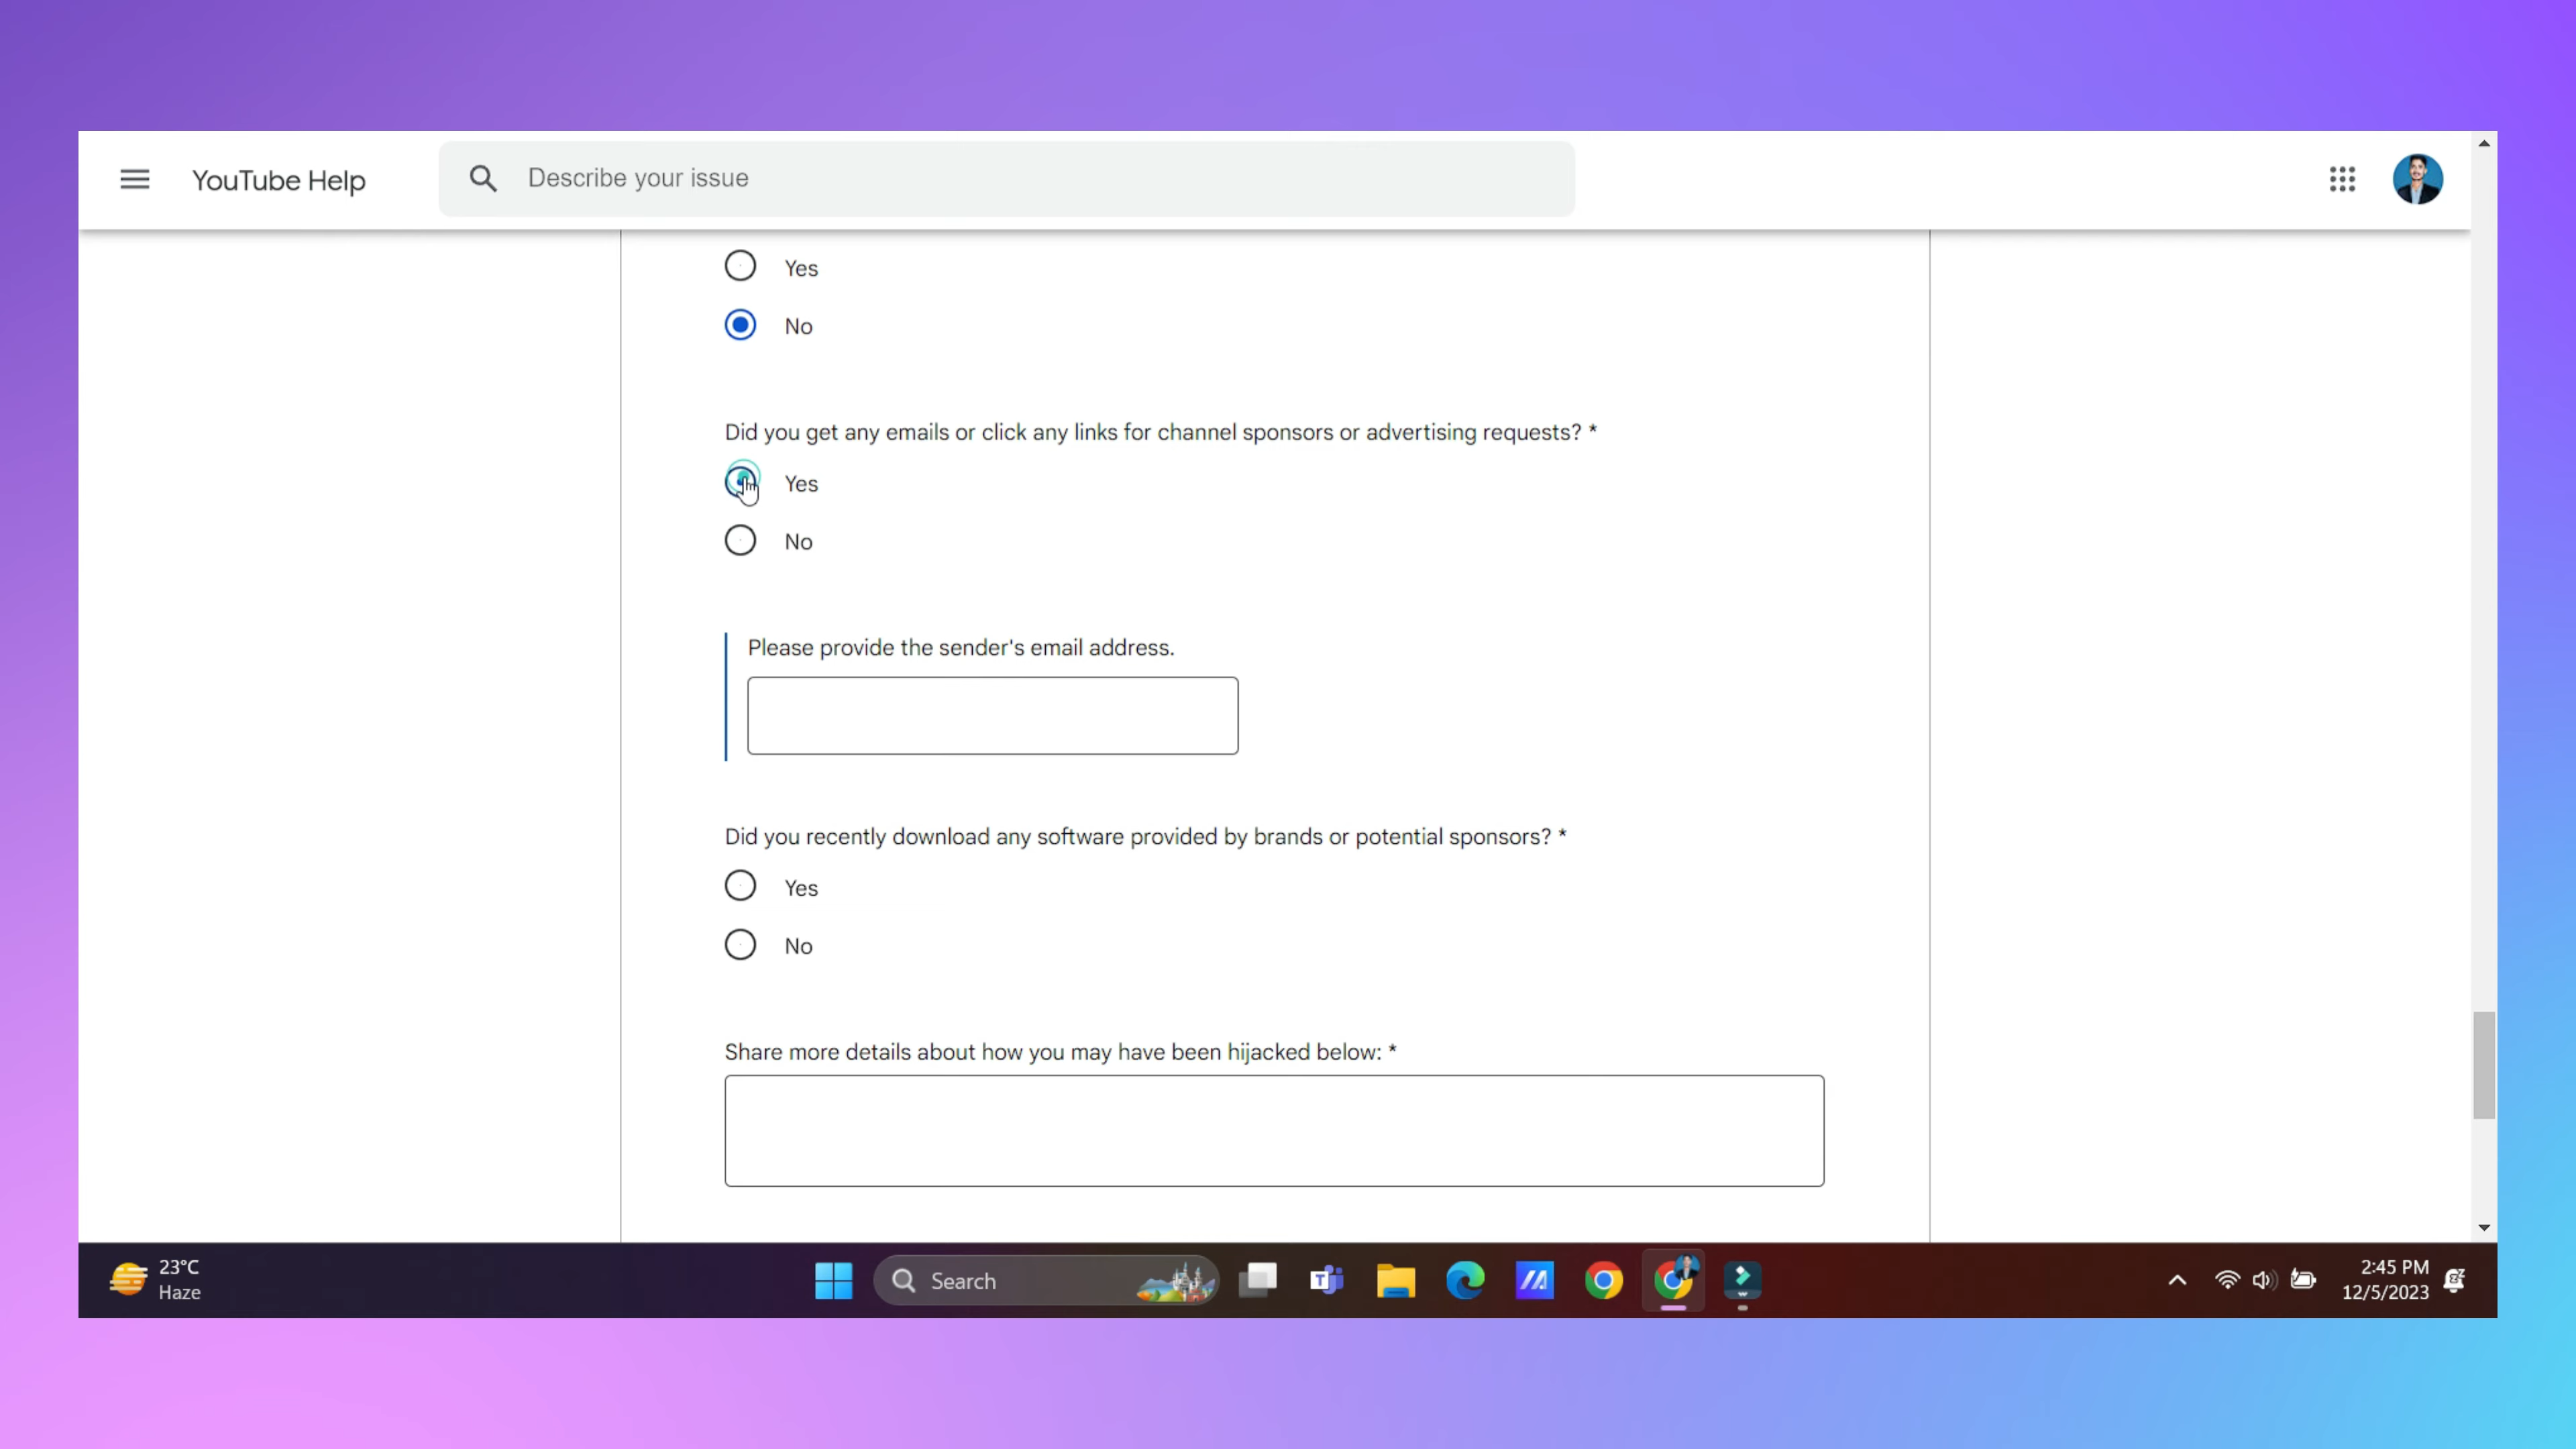 YouTube Help
Describe your issue
Yes
No
Did you get any emails or click any links for channel sponsors or advertising requests? *
Yes
No
Please provide the sender's email address.
Did you recently download any software provided by brands or potential sponsors? *
Yes
No
Share more details about how you may have been hijacked below: *
23°C
Haze
Search
2:45 PM
12/5/2023